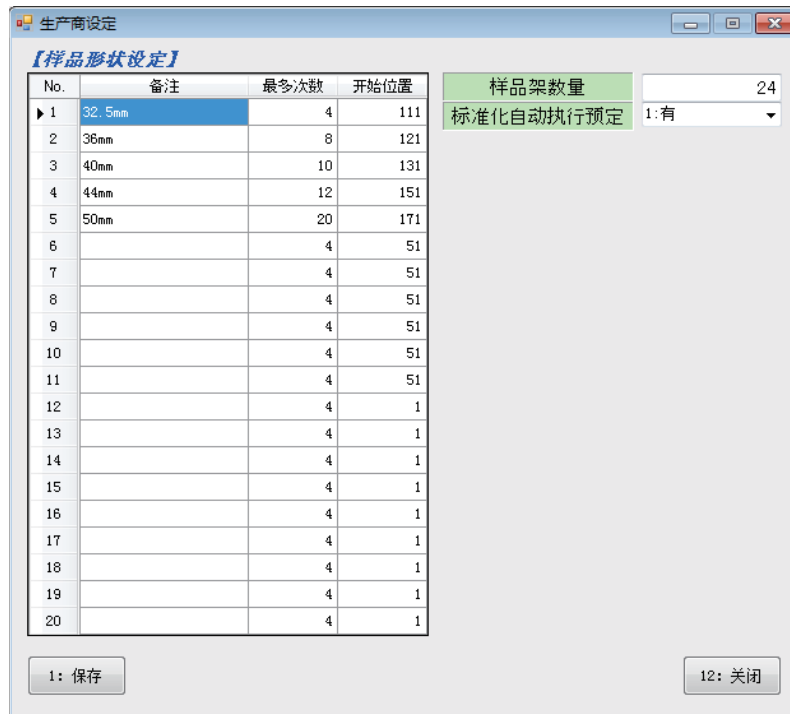 生产商设定
【样品形状设定】
No. 备注 最多次数 开始位置
1 32.5mm 4 111
2 36mm 8 121
3 40mm 10 131
4 44mm 12 151
5 50mm 20 171
6 4 51
7 4 51
8 4 51
9 4 51
10 4 51
11 4 51
12 4 1
13 4 1
14 4 1
15 4 1
16 4 1
17 4 1
18 4 1
19 4 1
20 4 1
样品架数量 24
标准化自动执行预定 1:有
1: 保存
12: 关闭